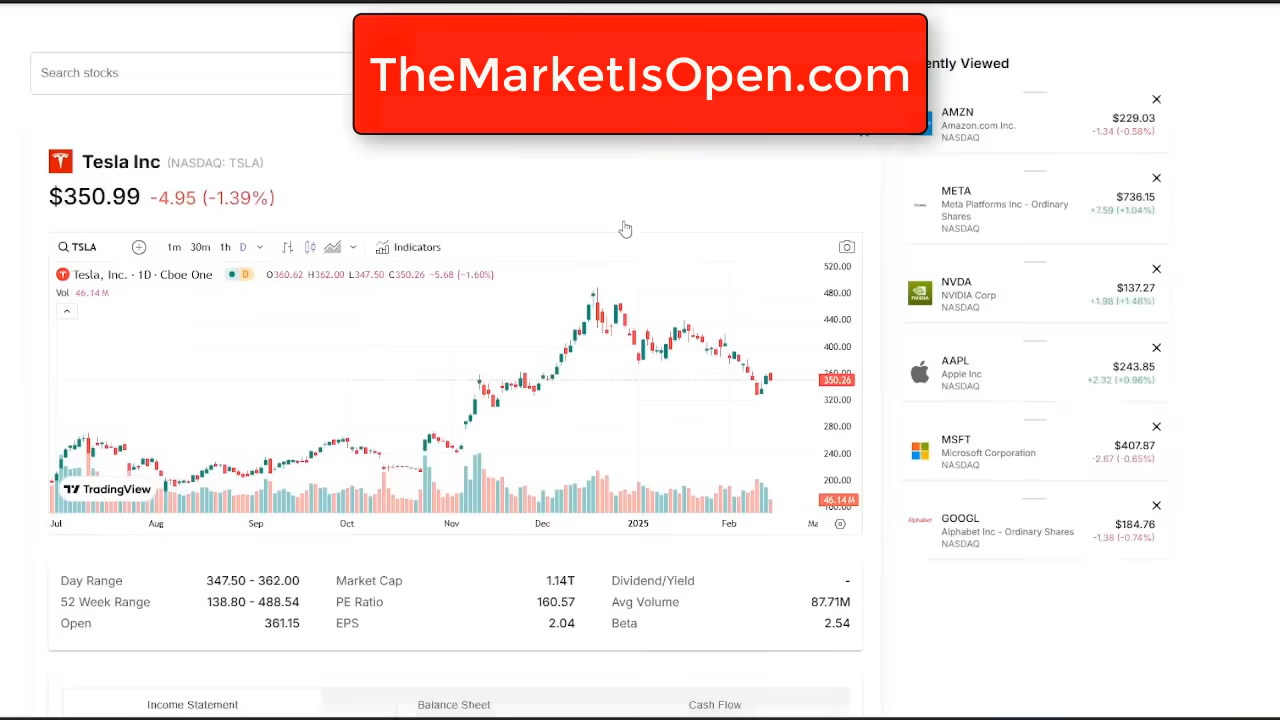 TheMarketIsOpen.com
Search stocks
ently Viewed
Tesla Inc (NASDAQ: TSLA)
$350.99 -4.95 (-1.39%)
TSLA 1m 30m 1h D Indicators
Tesla, Inc. · 1D · Cboe One D O360.62 H362.00 L347.50 C350.26 -5.68 (-1.60%)
Vol 46.14 M
520.00
480.00
440.00
400.00
360.00
350.26
320.00
280.00
240.00
200.00
46.14 M
160.00
TradingView
Jul Aug Sep Oct Nov Dec 2025 Feb Ma
Day Range 347.50 - 362.00 Market Cap 1.14T Dividend/Yield -
52 Week Range 138.80 - 488.54 PE Ratio 160.57 Avg Volume 87.71M
Open 361.15 EPS 2.04 Beta 2.54
Income Statement Balance Sheet Cash Flow
AMZN
Amazon.com Inc.
NASDAQ
$229.03
-1.34 (-0.58%)
META
Meta Platforms Inc - Ordinary
Shares
NASDAQ
$736.15
+7.59 (+1.04%)
NVIDIA
NVDA
NVIDIA Corp
NASDAQ
$137.27
+1.98 (+1.46%)
AAPL
Apple Inc
NASDAQ
$243.85
+2.32 (+0.96%)
MSFT
Microsoft Corporation
NASDAQ
$407.87
-2.67 (-0.65%)
Alphabet
GOOGL
Alphabet Inc - Ordinary Shares
NASDAQ
$184.76
-1.38 (-0.74%)